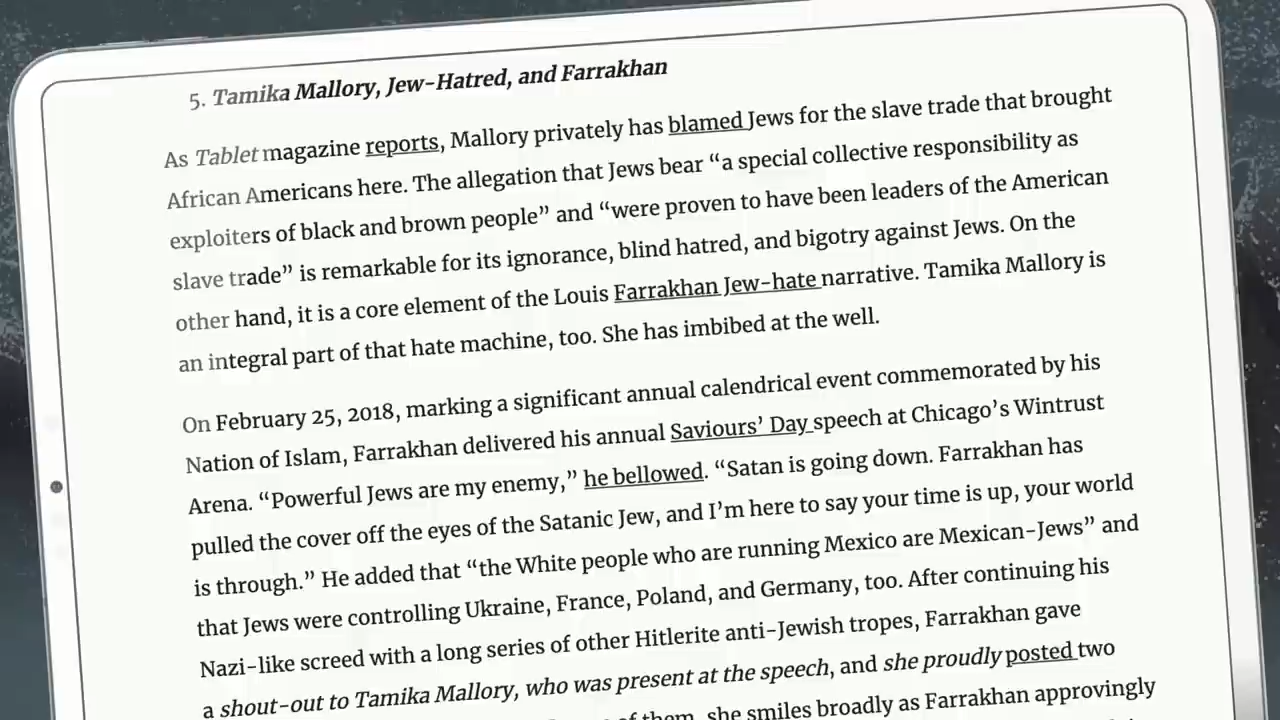 5. Tamika Mallory, Jew-Hatred, and Farrakhan
As Tablet magazine reports, Mallory privately has blamed Jews for the slave trade that brought
African Americans here. The allegation that Jews bear “a special collective responsibility as
exploiters of black and brown people” and “were proven to have been leaders of the American
slave trade” is remarkable for its ignorance, blind hatred, and bigotry against Jews. On the
other hand, it is a core element of the Louis Farrakhan Jew-hate narrative. Tamika Mallory is
an integral part of that hate machine, too. She has imbibed at the well.
On February 25, 2018, marking a significant annual calendrical event commemorated by his
Nation of Islam, Farrakhan delivered his annual Saviours’ Day speech at Chicago’s Wintrust
Arena. “Powerful Jews are my enemy,” he bellowed. “Satan is going down. Farrakhan has
pulled the cover off the eyes of the Satanic Jew, and I’m here to say your time is up, your world
is through.” He added that “the White people who are running Mexico are Mexican-Jews” and
that Jews were controlling Ukraine, France, Poland, and Germany, too. After continuing his
Nazi-like screed with a long series of other Hitlerite anti-Jewish tropes, Farrakhan gave
a shout-out to Tamika Mallory, who was present at the speech, and she proudly posted two
of them, she smiles broadly as Farrakhan approvingly